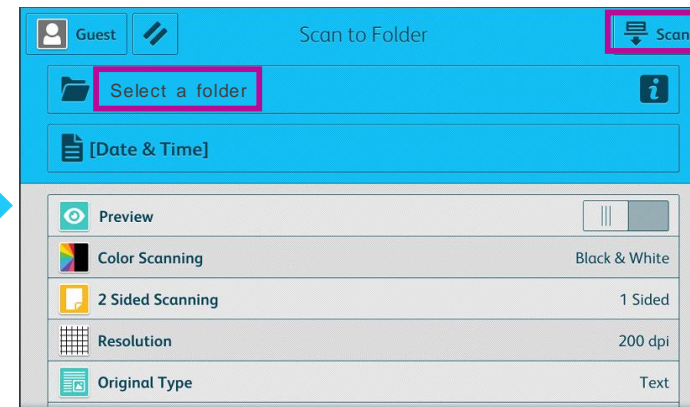 Guest
Scan to Folder
Scan
Select a folder
i
[Date & Time]
Preview
Color Scanning Black & White
2 Sided Scanning 1 Sided
Resolution 200 dpi
Original Type Text